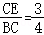 CE/BC = 3/4